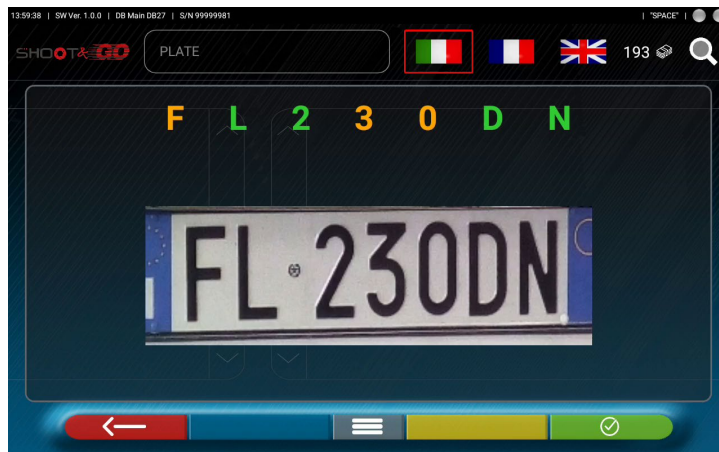 13:59:38 | SW Ver. 1.0.0 | DB Main DB27 | S/N 99999981 | "SPACE" |
SHOOT&GO PLATE 193
F L 2 3 0 D N
FL 230DN